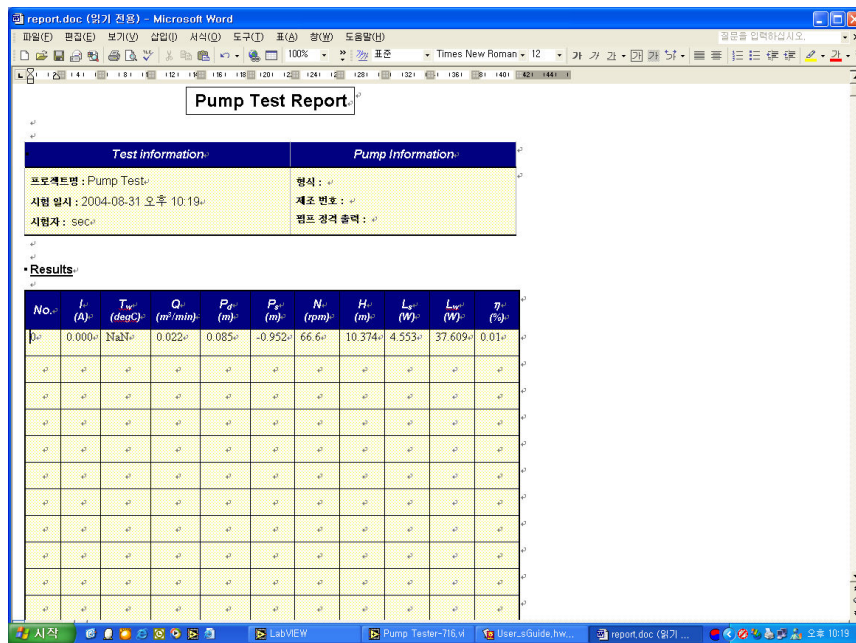 report.doc (읽기 전용) - Microsoft Word
파일(F) 편집(E) 보기(V) 삽입(I) 서식(O) 도구(T) 표(A) 창(W) 도움말(H) 질문을 입력하십시오.
100% 표준 Times New Roman 12 가 가 가 가 가 가
Pump Test Report
Test information Pump Information
프로젝트명 : Pump Test 형식 :
시험 일시 : 2004-08-31 오후 10:19 제조 번호 :
시험자 : sec 펌프 정격 출력 :
Results
No. I Tw Q Pd Ps N H Ls Lw η
(A) (degC) (m³/min) (m) (m) (rpm) (m) (W) (W) (%)
0 0.000 NaN 0.022 0.085 -0.952 66.6 10.374 4.553 37.609 0.01
시작 LabVIEW Pump Tester-716.vi User_sGuide,hw... report.doc (읽기 ... 오후 10:19